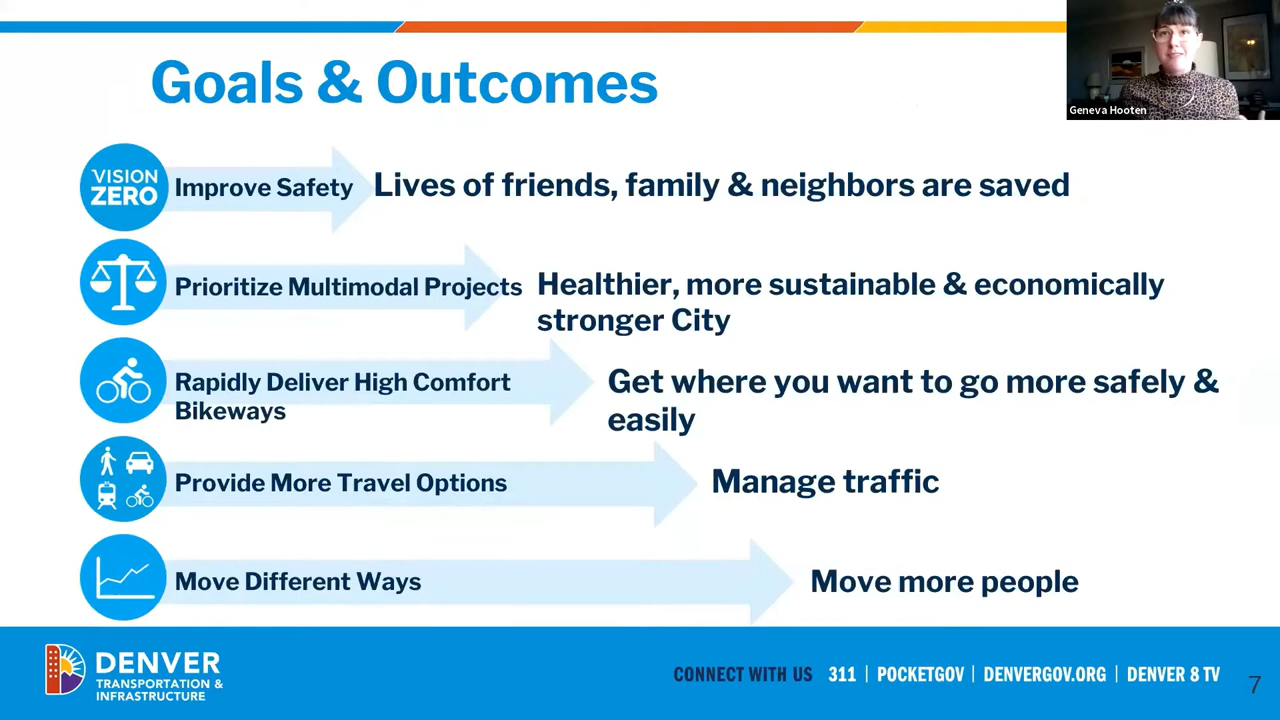 Goals & Outcomes
Geneva Hooten
VISION
ZERO
Improve Safety
Lives of friends, family & neighbors are saved
Prioritize Multimodal Projects
Healthier, more sustainable & economically
stronger City
Rapidly Deliver High Comfort
Bikeways
Get where you want to go more safely &
easily
Provide More Travel Options
Manage traffic
Move Different Ways
Move more people
DENVER
TRANSPORTATION &
INFRASTRUCTURE
CONNECT WITH US 311 | POCKETGOV | DENVERGOV.ORG | DENVER 8 TV
7